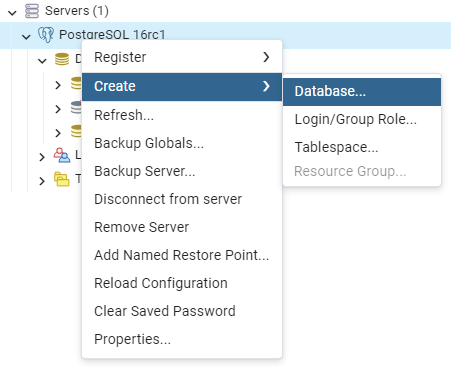 Servers (1)
PostgreSQL 16rc1
D
Register
Create
Database...
Refresh...
Login/Group Role...
Backup Globals...
Tablespace...
Backup Server...
Resource Group...
L
T
Disconnect from server
Remove Server
Add Named Restore Point...
Reload Configuration
Clear Saved Password
Properties...